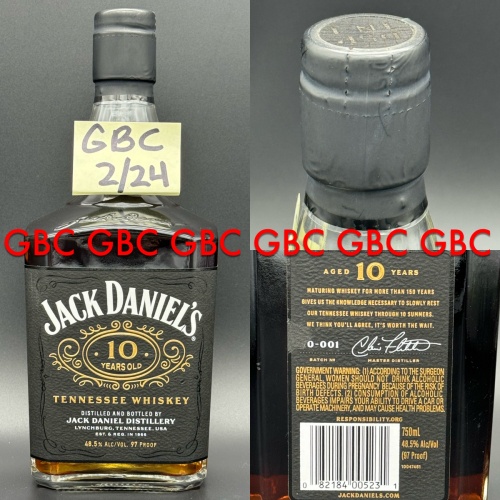 GBC
2/24
GBC GBC GBC GBC GBC GBC
JACK DANIEL'S
10
YEARS OLD
TENNESSEE WHISKEY
DISTILLED AND BOTTLED BY
JACK DANIEL DISTILLERY
LYNCHBURG, TENNESSEE, USA
EST. & REG. IN 1866
48.5% ALC/VOL. 97 PROOF
AGED 10 YEARS
MATURING WHISKEY FOR MORE THAN 150 YEARS
GIVES US THE KNOWLEDGE NECESSARY TO SLOWLY REST
OUR TENNESSEE WHISKEY THROUGH 10 SUMMERS.
WE THINK YOU'LL AGREE, IT'S WORTH THE WAIT.
0-001
BATCH Nº MASTER DISTILLER
GOVERNMENT WARNING: (1) ACCORDING TO THE SURGEON
GENERAL, WOMEN SHOULD NOT DRINK ALCOHOLIC
BEVERAGES DURING PREGNANCY BECAUSE OF THE RISK OF
BIRTH DEFECTS. (2) CONSUMPTION OF ALCOHOLIC
BEVERAGES IMPAIRS YOUR ABILITY TO DRIVE A CAR OR
OPERATE MACHINERY, AND MAY CAUSE HEALTH PROBLEMS.
RESPONSIBILITY.ORG
750ml
48.5% Alc/Vol
(97 Proof)
0 82184 00523 1
JACKDANIELS.COM